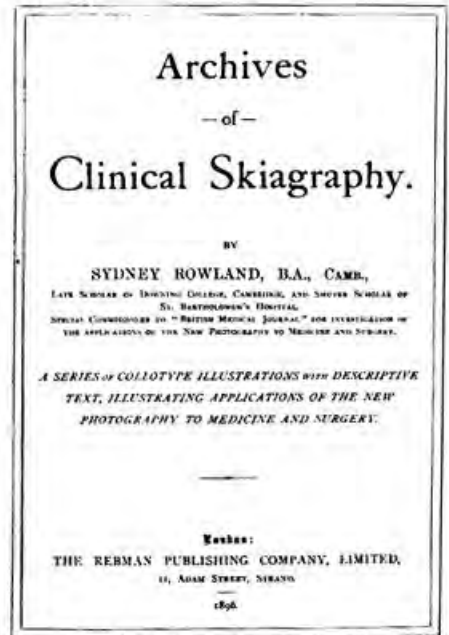 Archives
— of —
Clinical Skiagraphy.
BY
SYDNEY ROWLAND, B.A., CAMB.,
LATE SCHOLAR OF DOWNING COLLEGE, CAMBRIDGE, AND SHUTER SCHOLAR OF
ST. BARTHOLOMEW'S HOSPITAL.
SPECIAL COMMISSIONER TO "BRITISH MEDICAL JOURNAL" FOR INVESTIGATION OF
THE APPLICATIONS OF THE NEW PHOTOGRAPHY TO MEDICINE AND SURGERY.
A SERIES OF COLLOTYPE ILLUSTRATIONS WITH DESCRIPTIVE
TEXT, ILLUSTRATING APPLICATIONS OF THE NEW
PHOTOGRAPHY TO MEDICINE AND SURGERY.
London:
THE REBMAN PUBLISHING COMPANY, LIMITED,
11, ADAM STREET, STRAND.
1896.